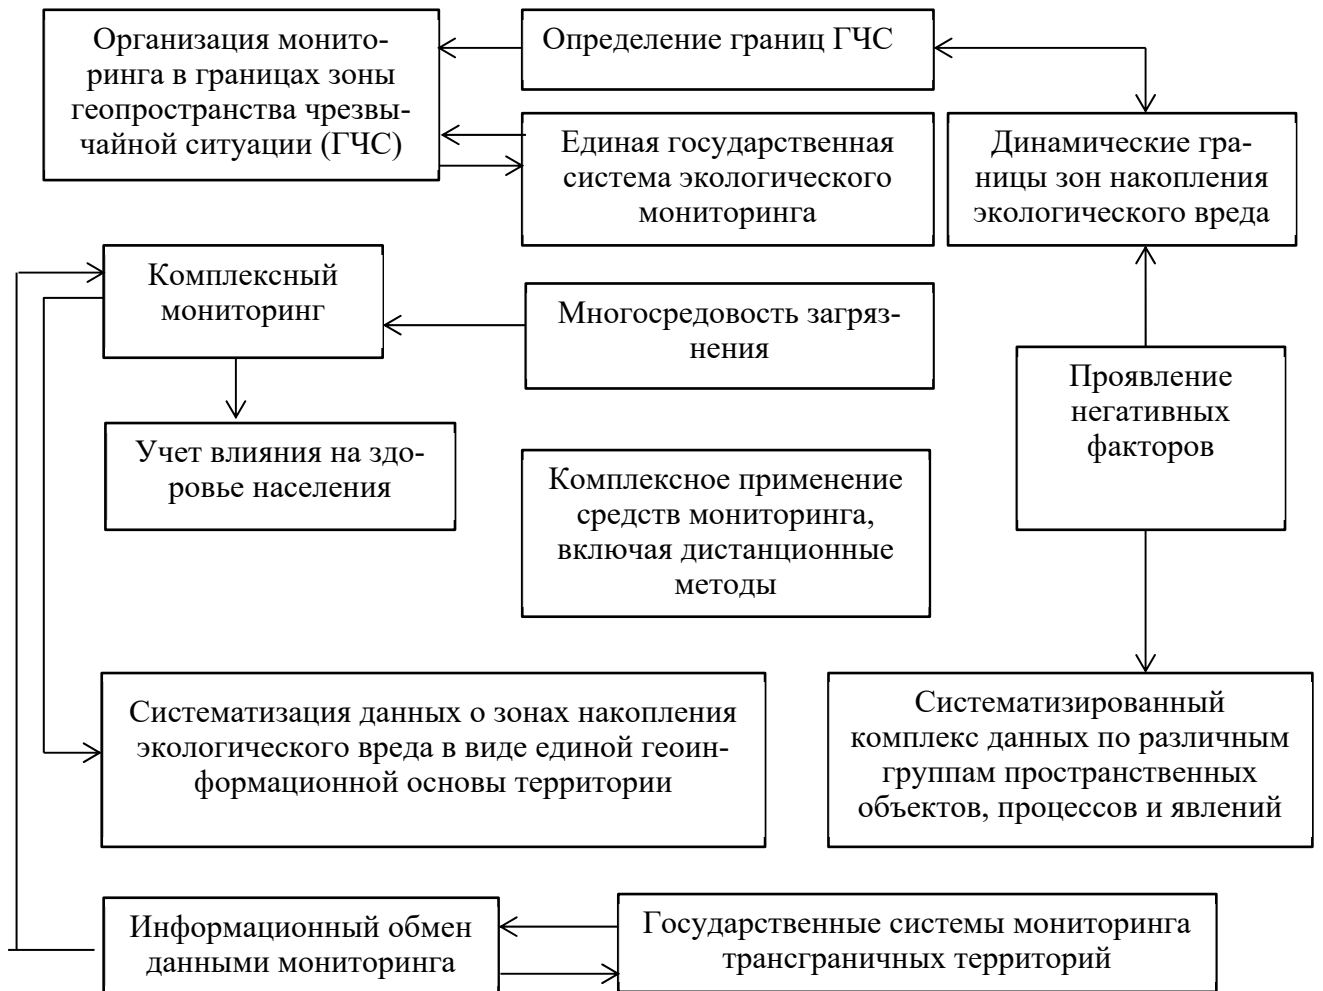 Организация монито-
ринга в границах зоны
геопространства чрезвы-
чайной ситуации (ГЧС)
Определение границ ГЧС
Единая государственная
система экологического
мониторинга
Динамические гра-
ницы зон накопления
экологического вреда
Комплексный
мониторинг
Многосредовость загряз-
нения
Проявление
негативных
факторов
Учет влияния на здо-
ровье населения
Комплексное применение
средств мониторинга,
включая дистанционные
методы
Систематизация данных о зонах накопления
экологического вреда в виде единой геоин-
формационной основы территории
Систематизированный
комплекс данных по различным
группам пространственных
объектов, процессов и явлений
Информационный обмен
данными мониторинга
Государственные системы мониторинга
трансграничных территорий